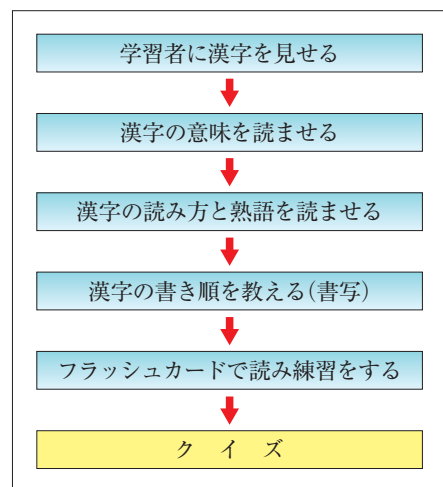 学習者に漢字を見せる
漢字の意味を読ませる
漢字の読み方と熟語を読ませる
漢字の書き順を教える(書写)
フラッシュカードで読み練習をする
ク イ ズ